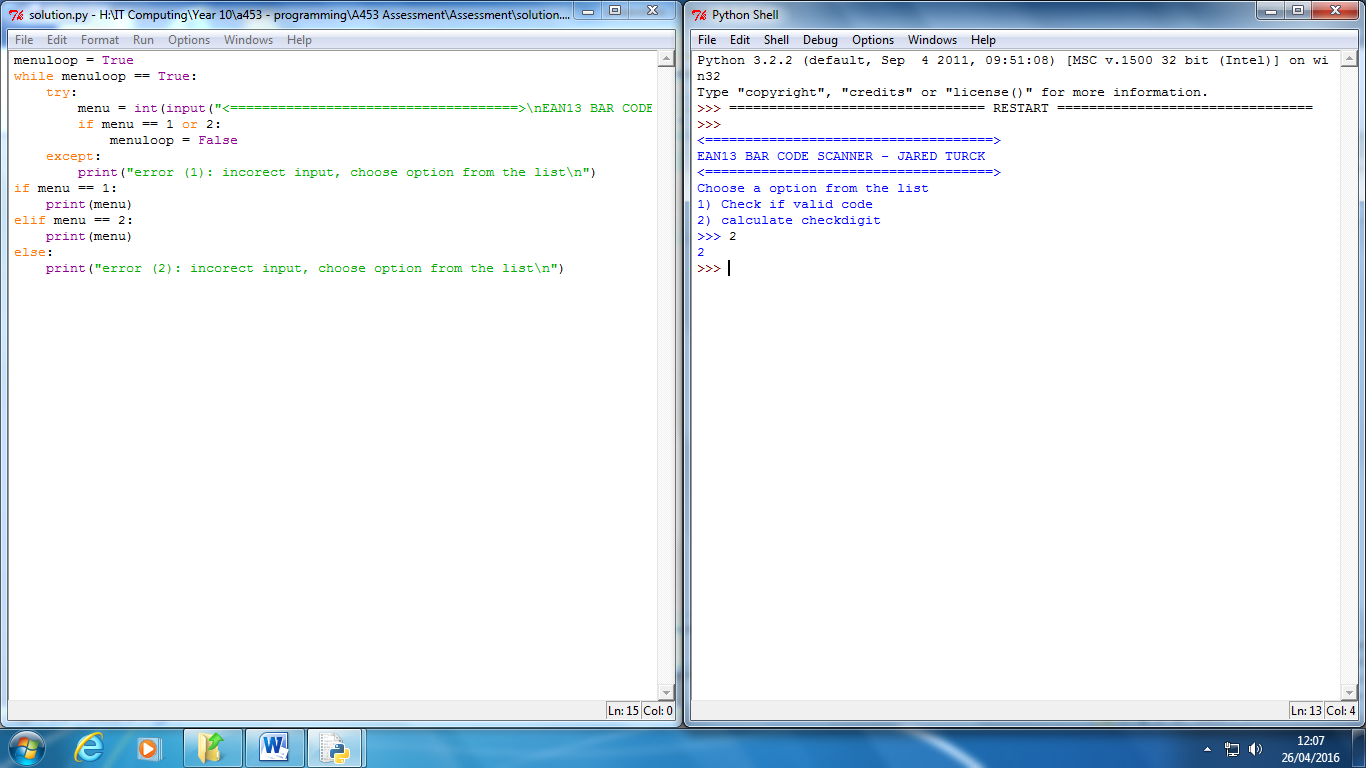 solution.py - H:\IT Computing\Year 10\a453 - programming\A453 Assessment\Assessment\solution....
File Edit Format Run Options Windows Help
menuloop = True
while menuloop == True:
    try:
        menu = int(input("<====================================>\nEAN13 BAR CODE
        if menu == 1 or 2:
            menuloop = False
    except:
        print("error (1): incorect input, choose option from the list\n")
if menu == 1:
    print(menu)
elif menu == 2:
    print(menu)
else:
    print("error (2): incorect input, choose option from the list\n")
Ln: 15 Col: 0
Python Shell
File Edit Shell Debug Options Windows Help
Python 3.2.2 (default, Sep  4 2011, 09:51:08) [MSC v.1500 32 bit (Intel)] on wi
n32
Type "copyright", "credits" or "license()" for more information.
>>> ================================ RESTART ================================
>>>
<====================================>
EAN13 BAR CODE SCANNER - JARED TURCK
<====================================>
Choose a option from the list
1) Check if valid code
2) calculate checkdigit
>>> 2
2
>>>
Ln: 13 Col: 4
12:07
26/04/2016